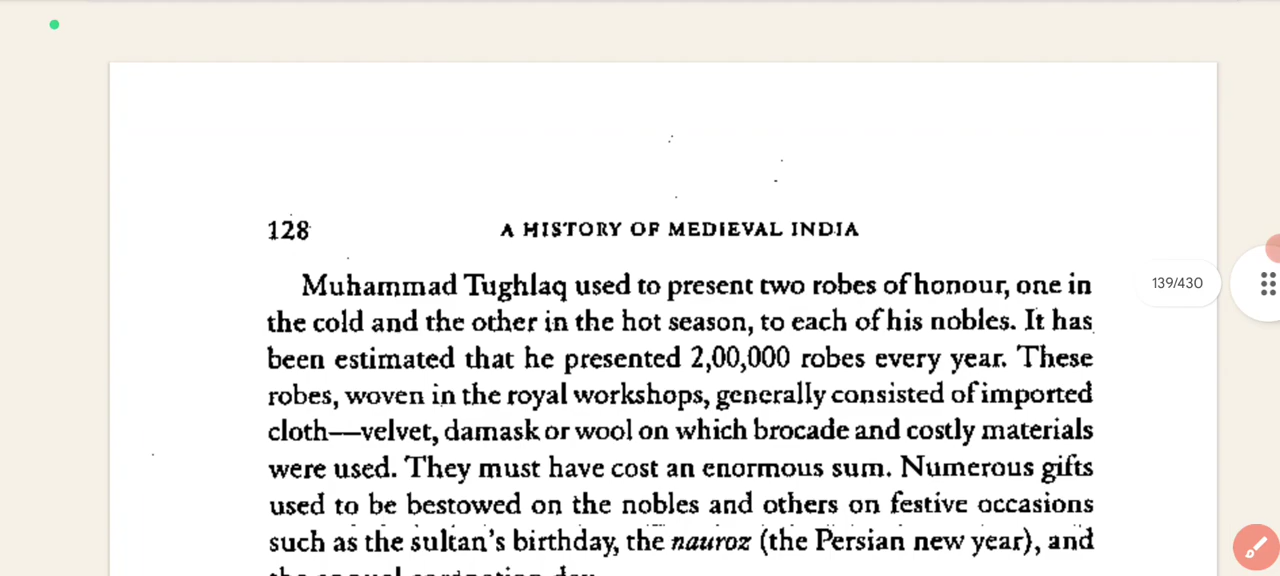 128 A HISTORY OF MEDIEVAL INDIA
Muhammad Tughlaq used to present two robes of honour, one in
the cold and the other in the hot season, to each of his nobles. It has
been estimated that he presented 2,00,000 robes every year. These
robes, woven in the royal workshops, generally consisted of imported
cloth—velvet, damask or wool on which brocade and costly materials
were used. They must have cost an enormous sum. Numerous gifts
used to be bestowed on the nobles and others on festive occasions
such as the sultan's birthday, the nauroz (the Persian new year), and
139/430